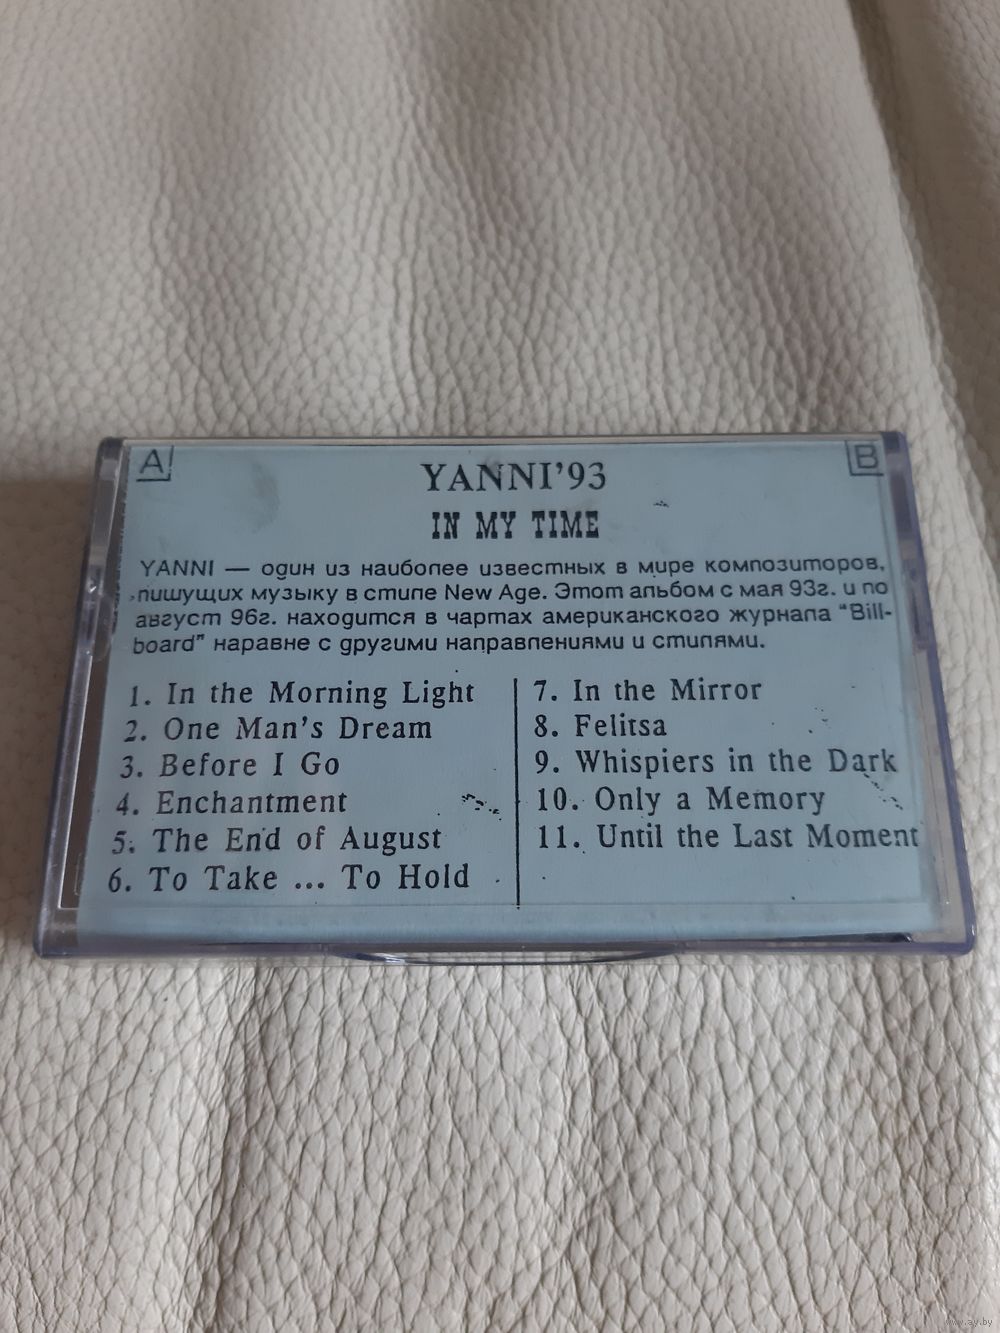 A
B
YANNI'93
IN MY TIME
YANNI — один из наиболее известных в мире композиторов,
пишущих музыку в стиле New Age. Этот альбом с мая 93г. и по
август 96г. находится в чартах американского журнала "Bill-
board" наравне с другими направлениями и стилями.
1. In the Morning Light
2. One Man's Dream
3. Before I Go
4. Enchantment
5. The End of August
6. To Take ... To Hold
7. In the Mirror
8. Felitsa
9. Whispiers in the Dark
10. Only a Memory
11. Until the Last Moment
www.ay.by